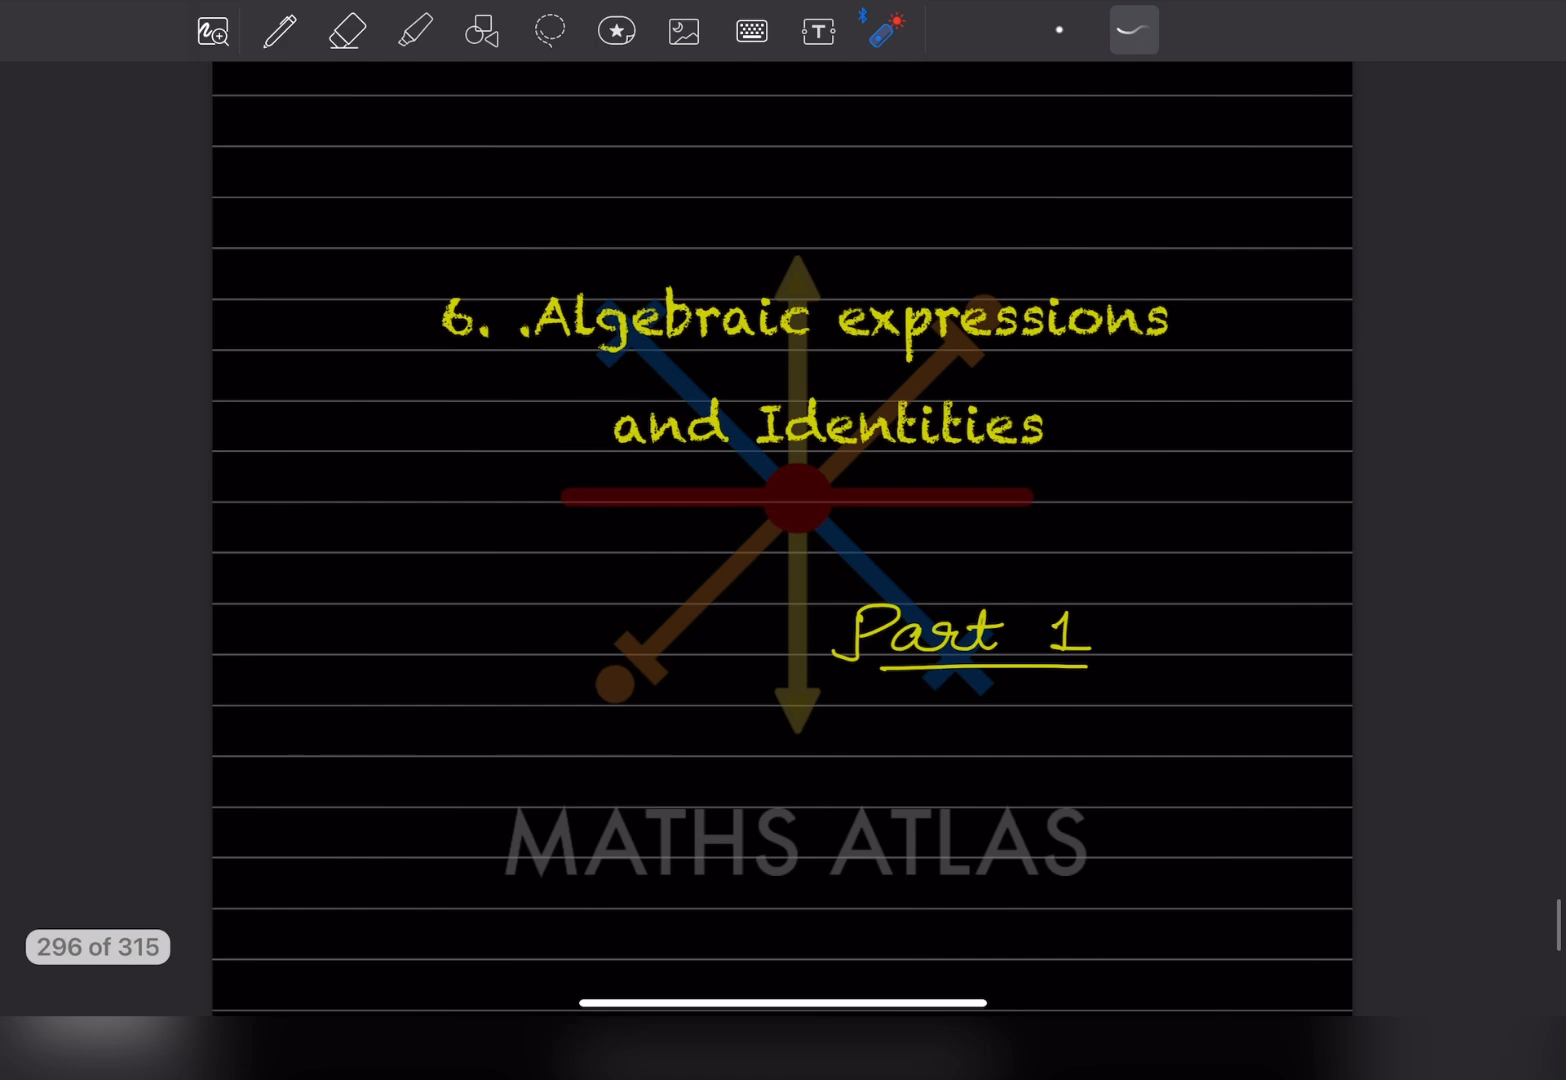 6. .Algebraic expressions
and Identities
Part 1
MATHS ATLAS
296 of 315